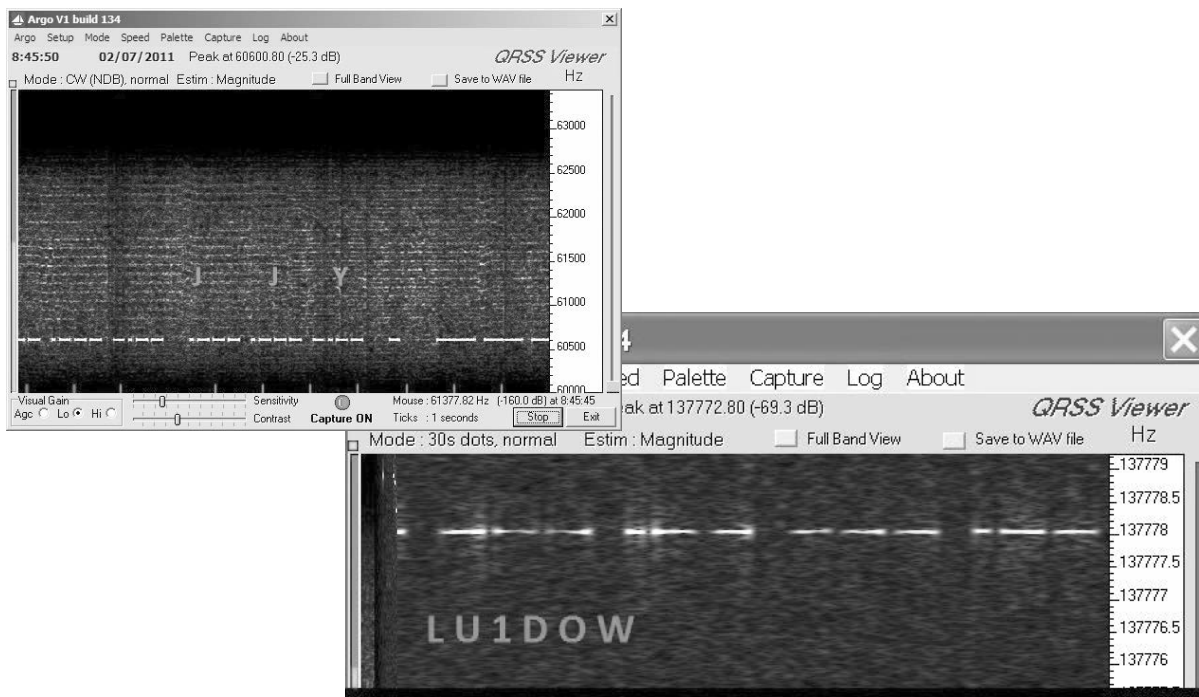 Argo V1 build 134
Argo Setup Mode Speed Palette Capture Log About
8:45:50 02/07/2011 Peak at 60600.80 (-25.3 dB) QRSS Viewer
Mode : CW (NDB), normal Estim : Magnitude Full Band View Save to WAV file Hz
63000
62500
62000
61500
J J Y
61000
60500
60000
Visual Gain
Agc Lo Hi
Sensitivity
Contrast
Capture ON
Mouse : 61377.82 Hz (-160.0 dB) at 8:45:45
Ticks : 1 seconds
Stop
Exit
4
ed Palette Capture Log About
eak at 137772.80 (-69.3 dB) QRSS Viewer
Mode : 30s dots, normal Estim : Magnitude Full Band View Save to WAV file Hz
137779
137778.5
137778
137777.5
137777
137776.5
137776
LU1DOW